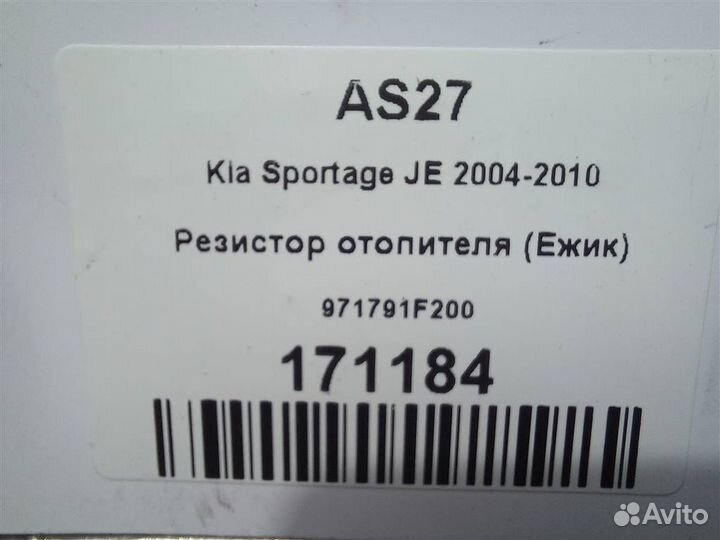 AS27
Kia Sportage JE 2004-2010
Резистор отопителя (Ежик)
971791F200
171184
Avito